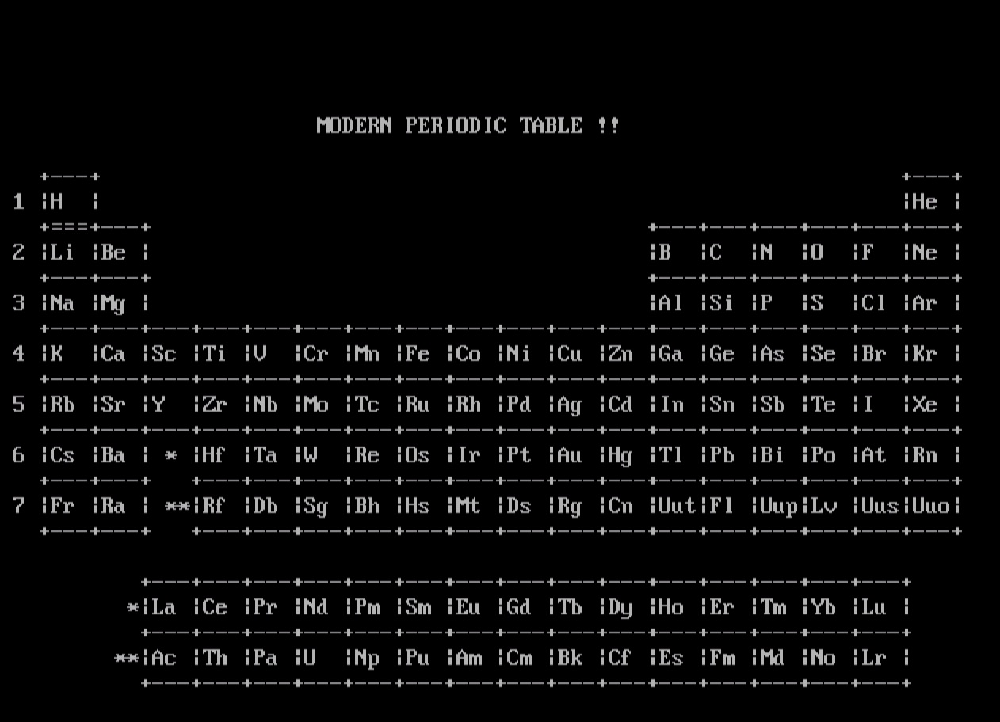 MODERN PERIODIC TABLE !!
+---+                                                               +---+
1 |H  |                                                               |He |
+===+---+                                       +---+---+---+---+---+---+
2 |Li |Be |                                       |B  |C  |N  |O  |F  |Ne |
+---+---+                                       +---+---+---+---+---+---+
3 |Na |Mg |                                       |Al |Si |P  |S  |Cl |Ar |
+---+---+---+---+---+---+---+---+---+---+---+---+---+---+---+---+---+---+
4 |K  |Ca |Sc |Ti |V  |Cr |Mn |Fe |Co |Ni |Cu |Zn |Ga |Ge |As |Se |Br |Kr |
+---+---+---+---+---+---+---+---+---+---+---+---+---+---+---+---+---+---+
5 |Rb |Sr |Y  |Zr |Nb |Mo |Tc |Ru |Rh |Pd |Ag |Cd |In |Sn |Sb |Te |I  |Xe |
+---+---+---+---+---+---+---+---+---+---+---+---+---+---+---+---+---+---+
6 |Cs |Ba | * |Hf |Ta |W  |Re |Os |Ir |Pt |Au |Hg |Tl |Pb |Bi |Po |At |Rn |
+---+---+   +---+---+---+---+---+---+---+---+---+---+---+---+---+---+---+
7 |Fr |Ra | **|Rf |Db |Sg |Bh |Hs |Mt |Ds |Rg |Cn |Uut|Fl |Uup|Lv |Uus|Uuo|
+---+---+   +---+---+---+---+---+---+---+---+---+---+---+---+---+---+---+
+---+---+---+---+---+---+---+---+---+---+---+---+---+---+---+
*|La |Ce |Pr |Nd |Pm |Sm |Eu |Gd |Tb |Dy |Ho |Er |Tm |Yb |Lu |
+---+---+---+---+---+---+---+---+---+---+---+---+---+---+---+
**|Ac |Th |Pa |U  |Np |Pu |Am |Cm |Bk |Cf |Es |Fm |Md |No |Lr |
+---+---+---+---+---+---+---+---+---+---+---+---+---+---+---+